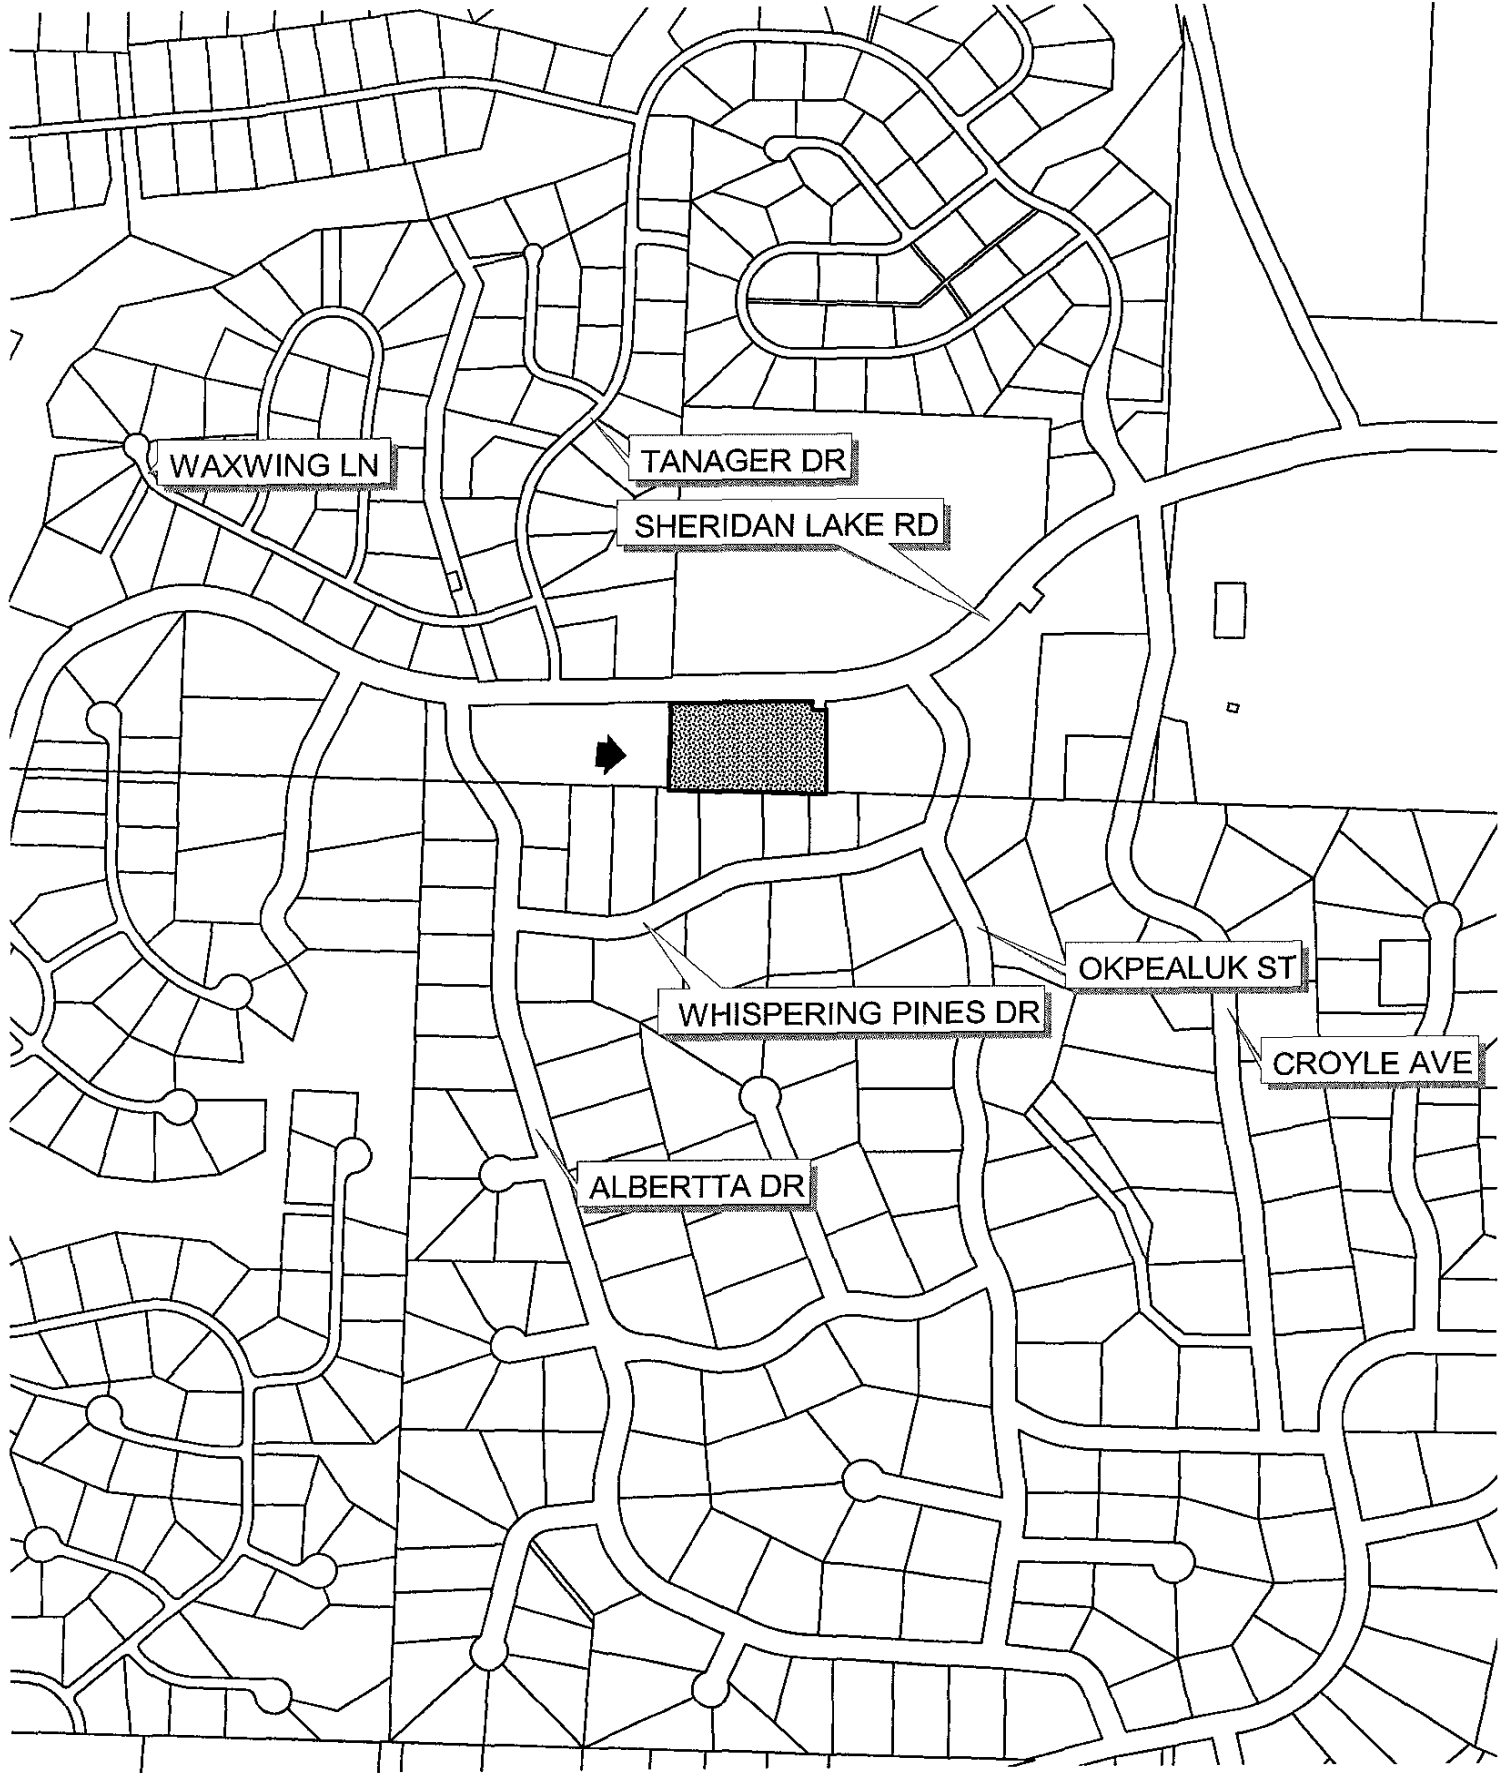 WAXWING LN
TANAGER DR
SHERIDAN LAKE RD
OKPEALUK ST
WHISPERING PINES DR
CROYLE AVE
ALBERTTA DR